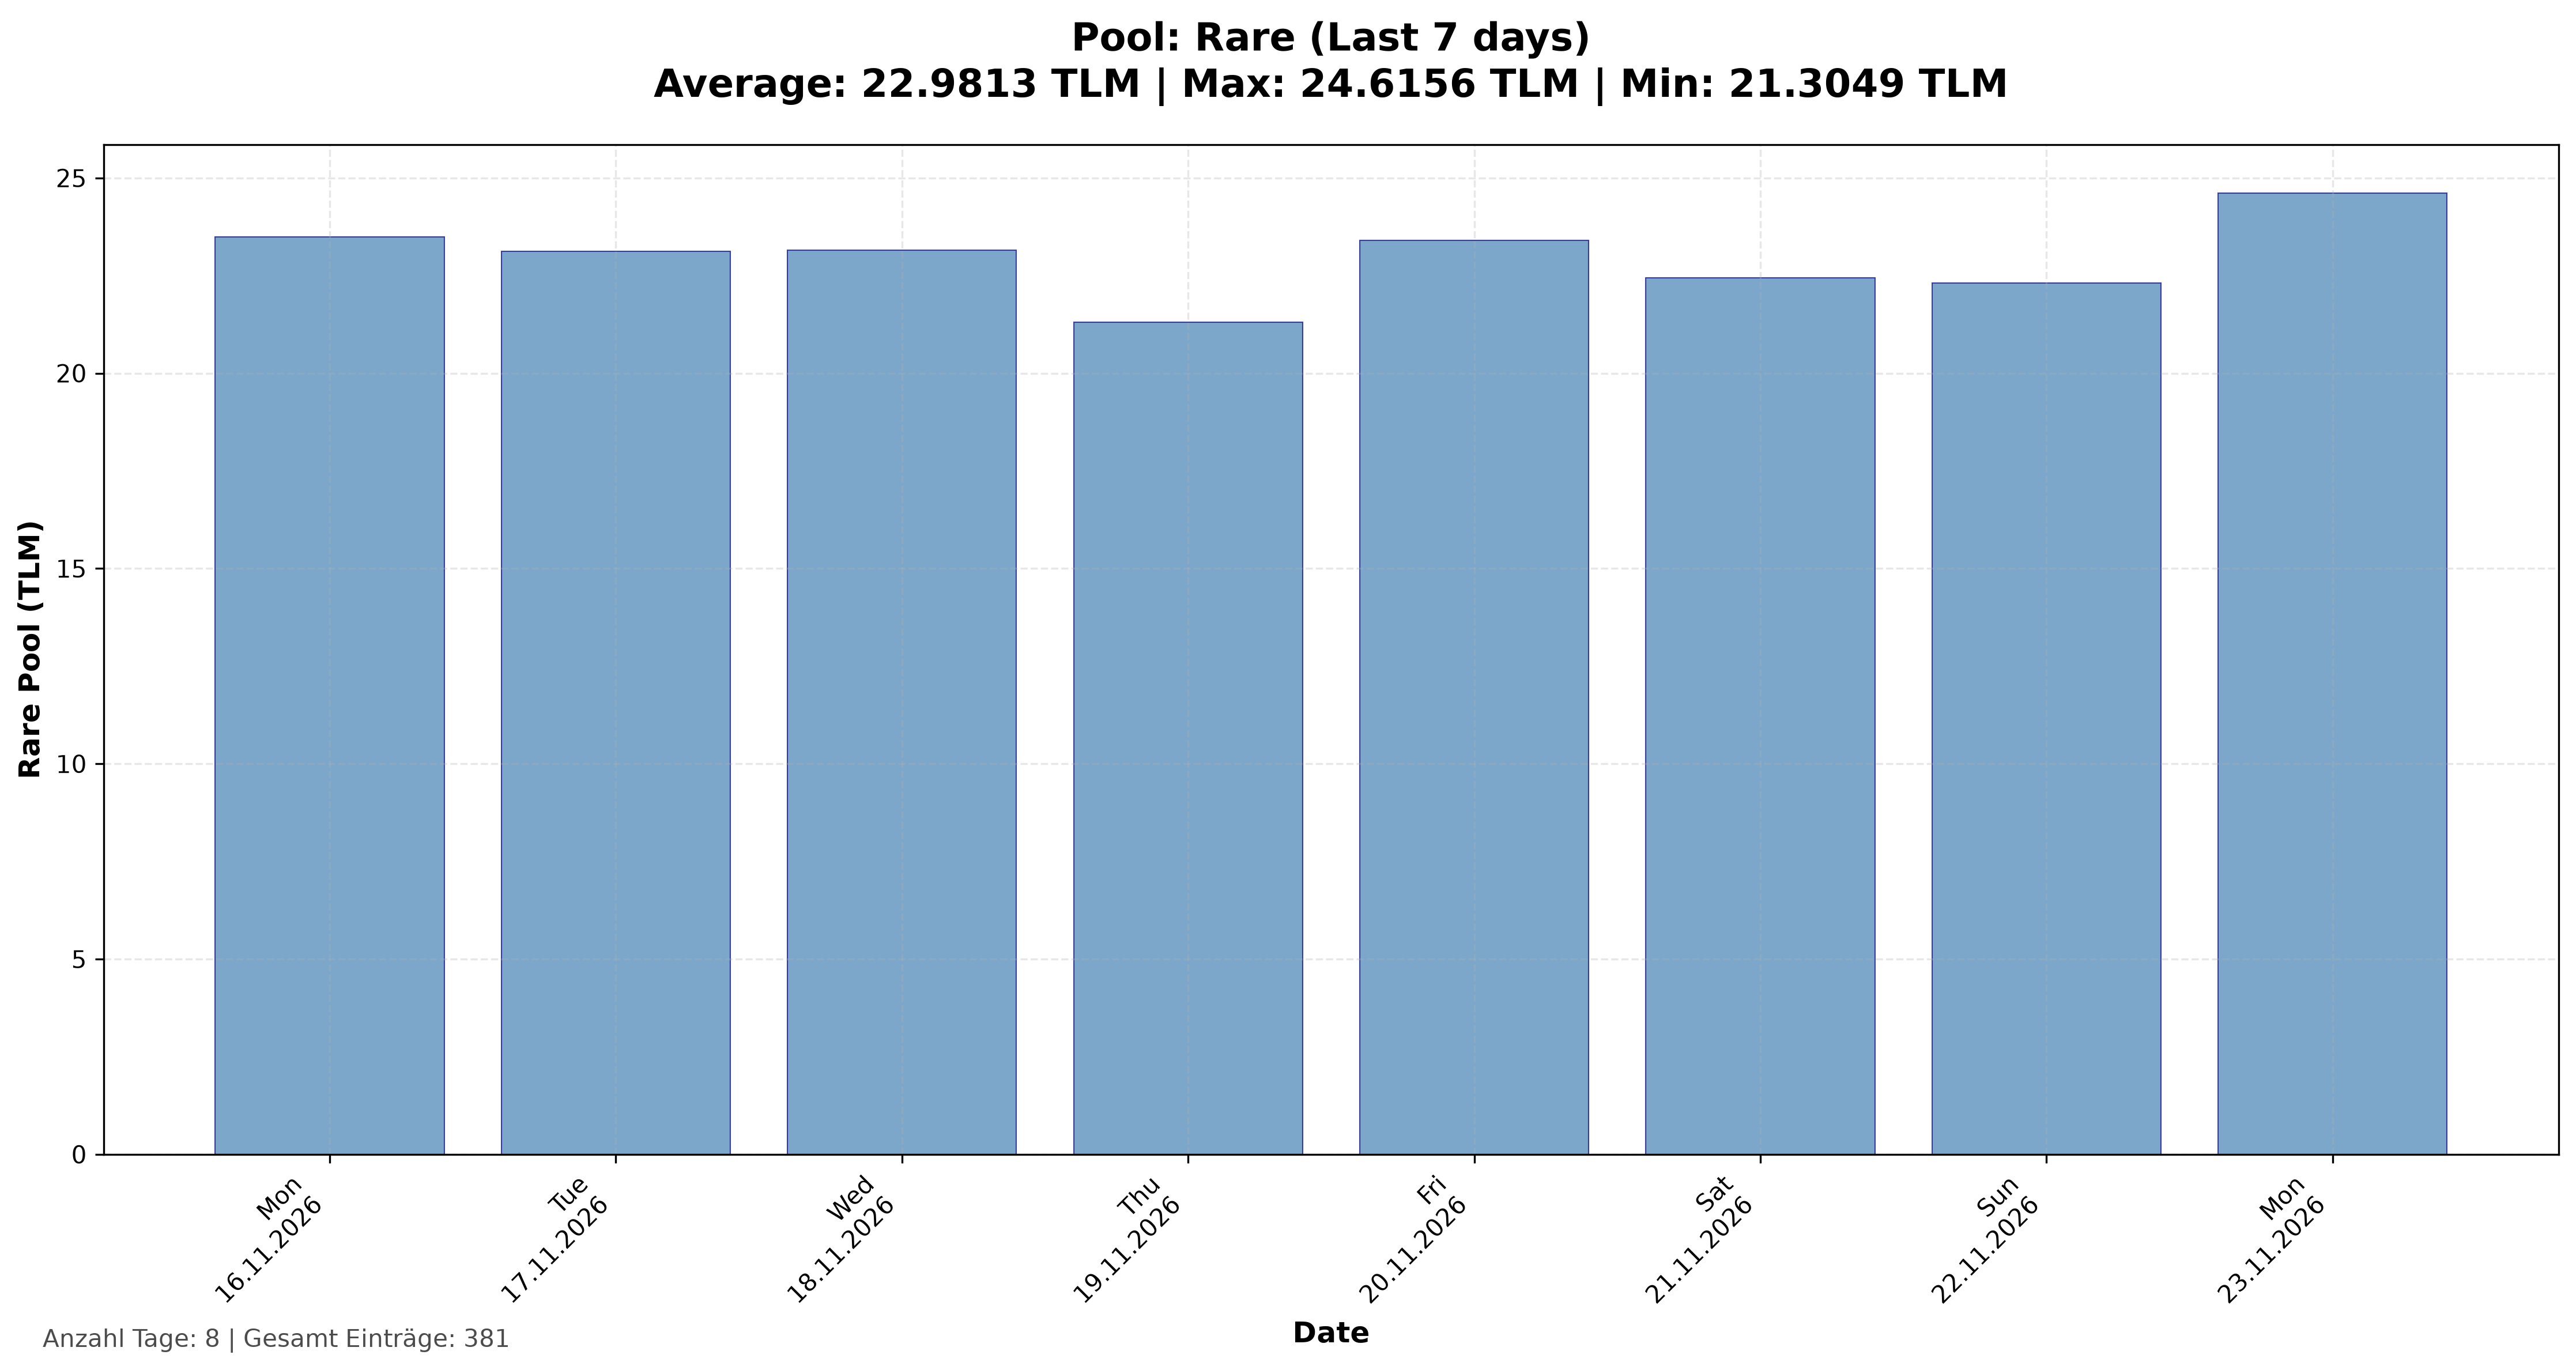 Pool: Rare (Last 7 days)
Average: 22.9813 TLM | Max: 24.6156 TLM | Min: 21.3049 TLM
Rare Pool (TLM)
25
20
15
10
5
0
Mon
16.11.2026
Tue
17.11.2026
Wed
18.11.2026
Thu
19.11.2026
Fri
20.11.2026
Sat
21.11.2026
Sun
22.11.2026
Mon
23.11.2026
Date
Anzahl Tage: 8 | Gesamt Einträge: 381